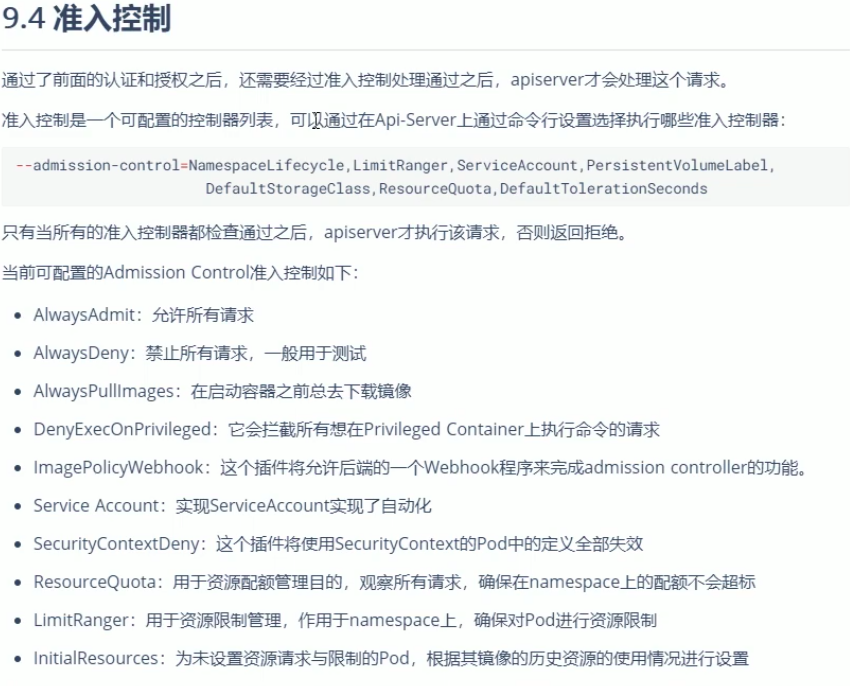 9.4 准入控制
通过了前面的认证和授权之后，还需要经过准入控制处理通过之后，apiserver才会处理这个请求。
准入控制是一个可配置的控制器列表，可以通过在Api-Server上通过命令行设置选择执行哪些准入控制器：
--admission-control=NamespaceLifecycle,LimitRanger,ServiceAccount,PersistentVolumeLabel,
DefaultStorageClass,ResourceQuota,DefaultTolerationSeconds
只有当所有的准入控制器都检查通过之后，apiserver才执行该请求，否则返回拒绝。
当前可配置的Admission Control准入控制如下：
• AlwaysAdmit：允许所有请求
• AlwaysDeny：禁止所有请求，一般用于测试
• AlwaysPullImages：在启动容器之前总去下载镜像
• DenyExecOnPrivileged：它会拦截所有想在Privileged Container上执行命令的请求
• ImagePolicyWebhook：这个插件将允许后端的一个Webhook程序来完成admission controller的功能。
• Service Account：实现ServiceAccount实现了自动化
• SecurityContextDeny：这个插件将使用SecurityContext的Pod中的定义全部失效
• ResourceQuota：用于资源配额管理目的，观察所有请求，确保在namespace上的配额不会超标
• LimitRanger：用于资源限制管理，作用于namespace上，确保对Pod进行资源限制
• InitialResources：为未设置资源请求与限制的Pod，根据其镜像的历史资源的使用情况进行设置